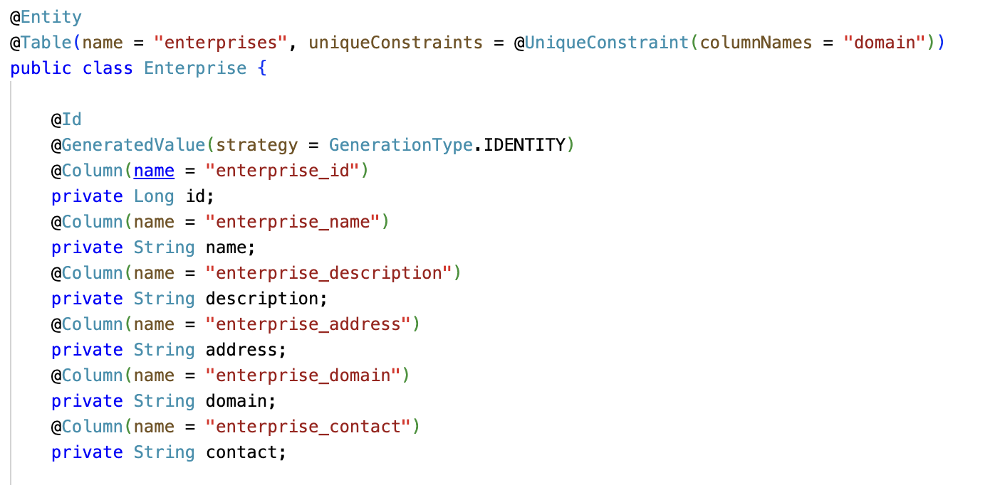 @Entity
@Table(name = "enterprises", uniqueConstraints = @UniqueConstraint(columnNames = "domain"))
public class Enterprise {
@Id
@GeneratedValue(strategy = GenerationType.IDENTITY)
@Column(name = "enterprise_id")
private Long id;
@Column(name = "enterprise_name")
private String name;
@Column(name = "enterprise_description")
private String description;
@Column(name = "enterprise_address")
private String address;
@Column(name = "enterprise_domain")
private String domain;
@Column(name = "enterprise_contact")
private String contact;